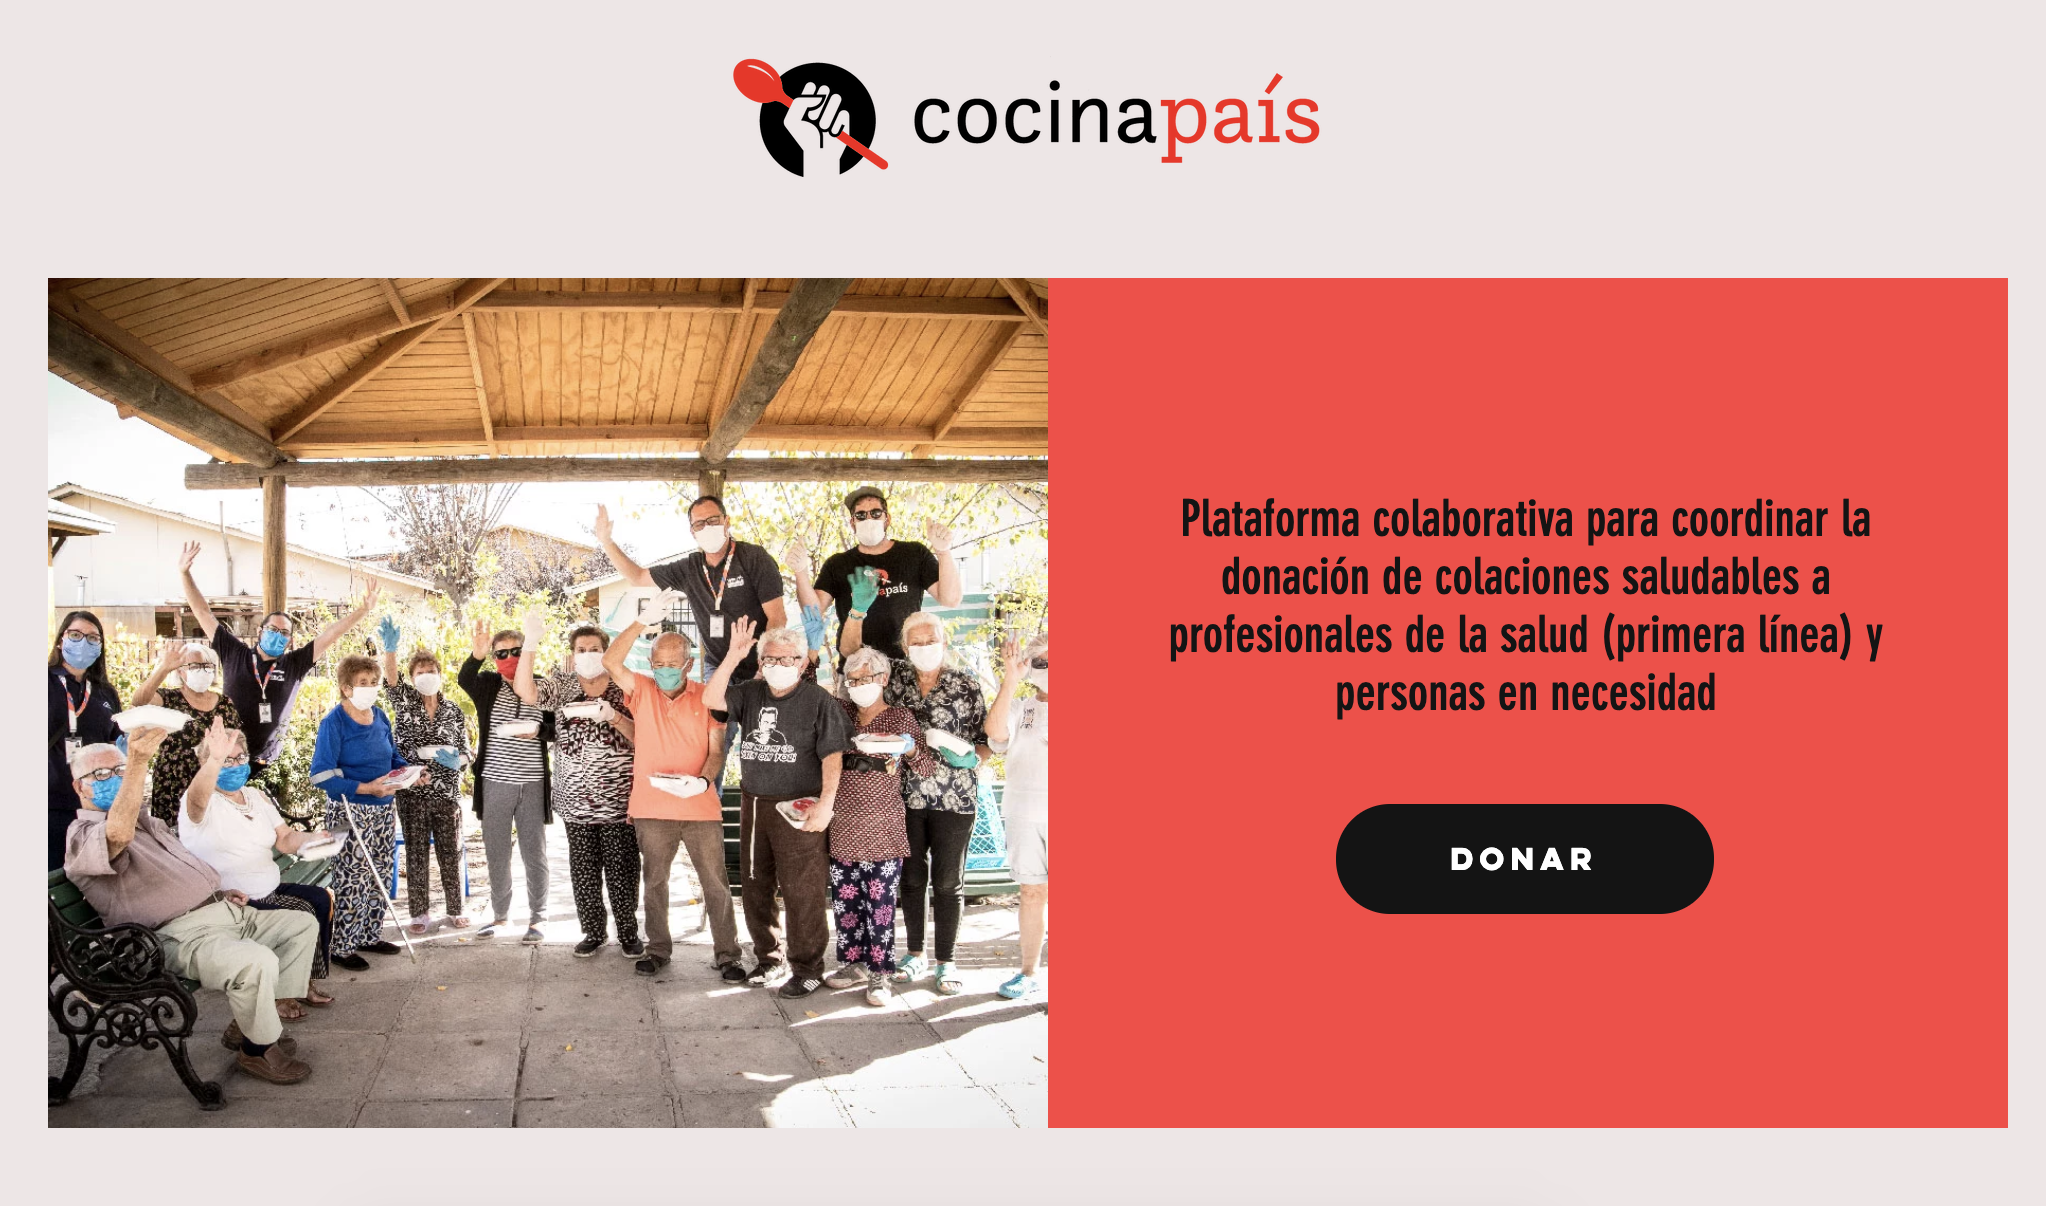 cocinapaís
Plataforma colaborativa para coordinar la
donación de colaciones saludables a
profesionales de la salud (primera línea) y
personas en necesidad
DONAR
apaís